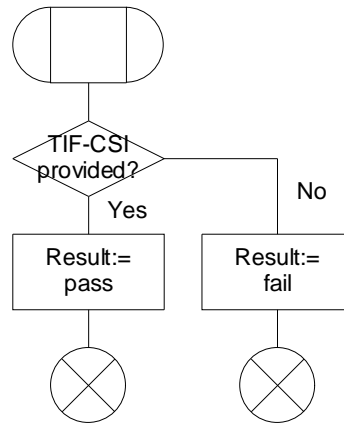 TIF-CSI
provided?
Yes
No
Result:=
pass
Result:=
fail